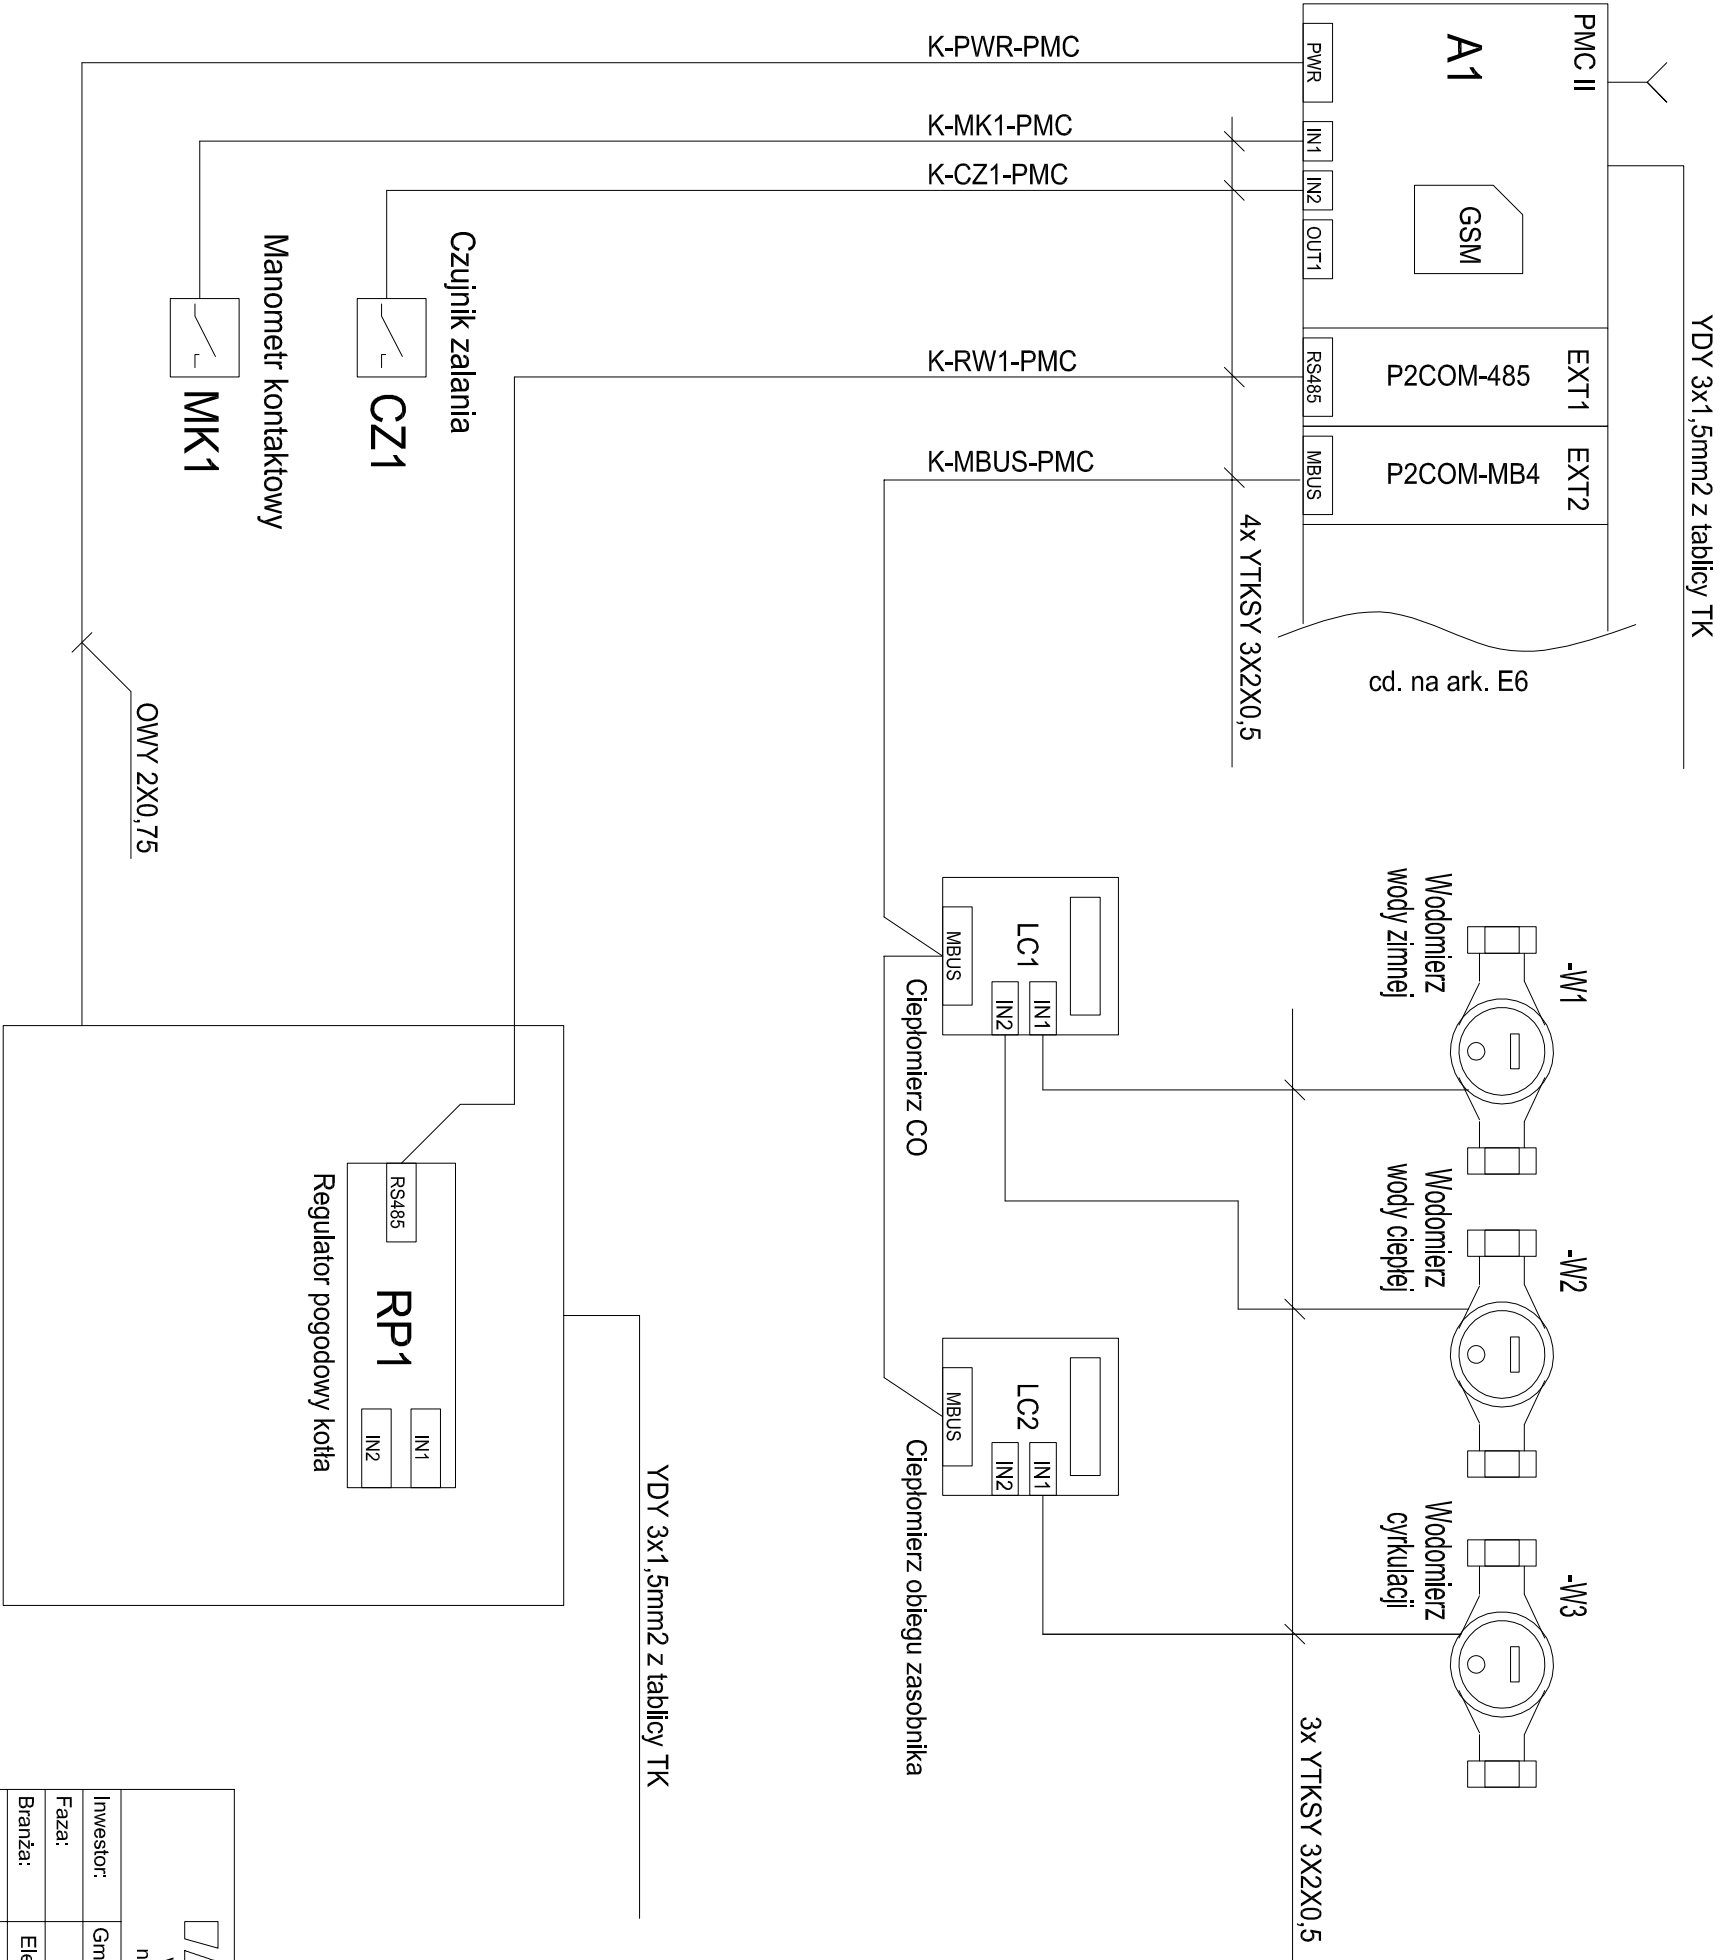 YDY 3x1,5mm2 z tablicy TK
PMC II
A1
GSM
PWR
IN1
IN2
OUT1
EXT1
P2COM-485
RS485
EXT2
P2COM-MB4
MBUS
cd. na ark. E6
K-PWR-PMC
K-MK1-PMC
K-CZ1-PMC
K-RW1-PMC
K-MBUS-PMC
4x YTKSY 3X2X0,5
Czujnik zalania
CZ1
Manometr kontaktowy
MK1
OWY 2X0,75
-W1
Wodomierz
wody zimnej
-W2
Wodomierz
wody ciepłej
-W3
Wodomierz
cyrkulacji
3x YTKSY 3X2X0,5
LC1
IN1
IN2
MBUS
Ciepłomierz CO
LC2
IN1
IN2
MBUS
Ciepłomierz obiegu zasobnika
YDY 3x1,5mm2 z tablicy TK
RS485
RP1
IN1
IN2
Regulator pogodowy kotła
Inwestor:
Gm
Faza:
Branża:
Ele